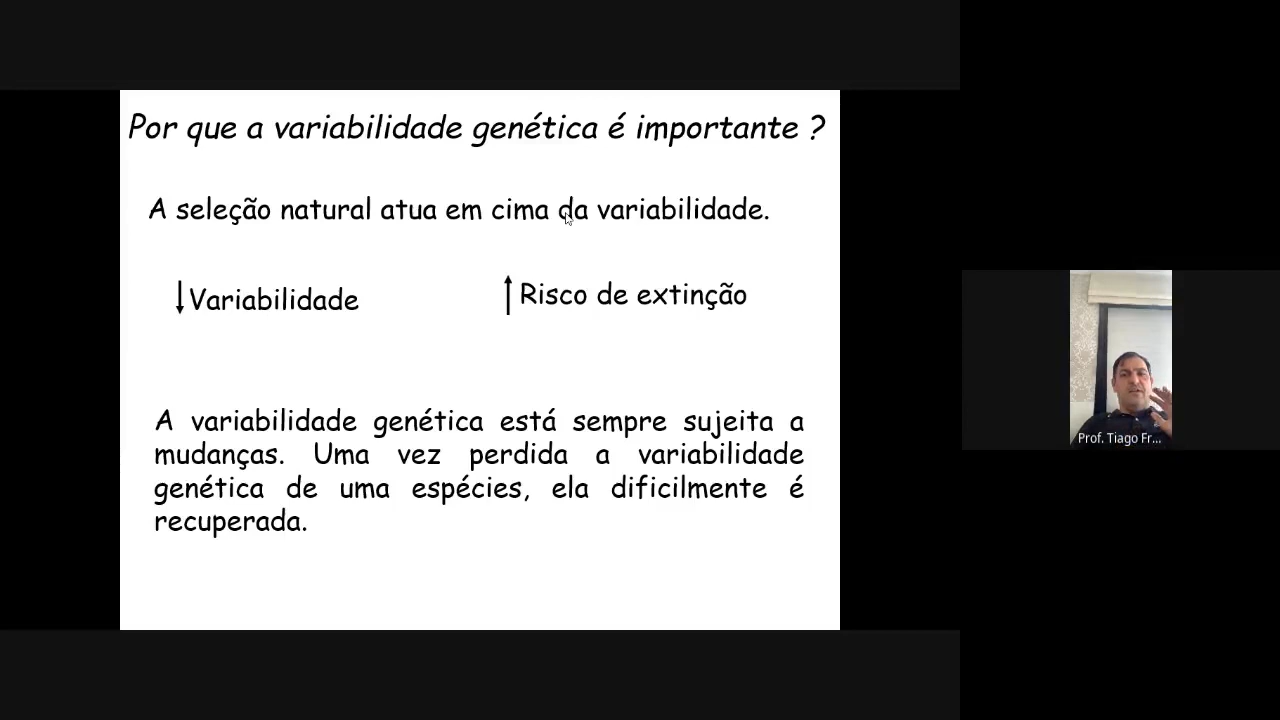 Por que a variabilidade genética é importante ?
A seleção natural atua em cima da variabilidade.
Variabilidade
Risco de extinção
A variabilidade genética está sempre sujeita a
mudanças. Uma vez perdida a variabilidade
genética de uma espécies, ela dificilmente é
recuperada.
Prof. Tiago Fr...